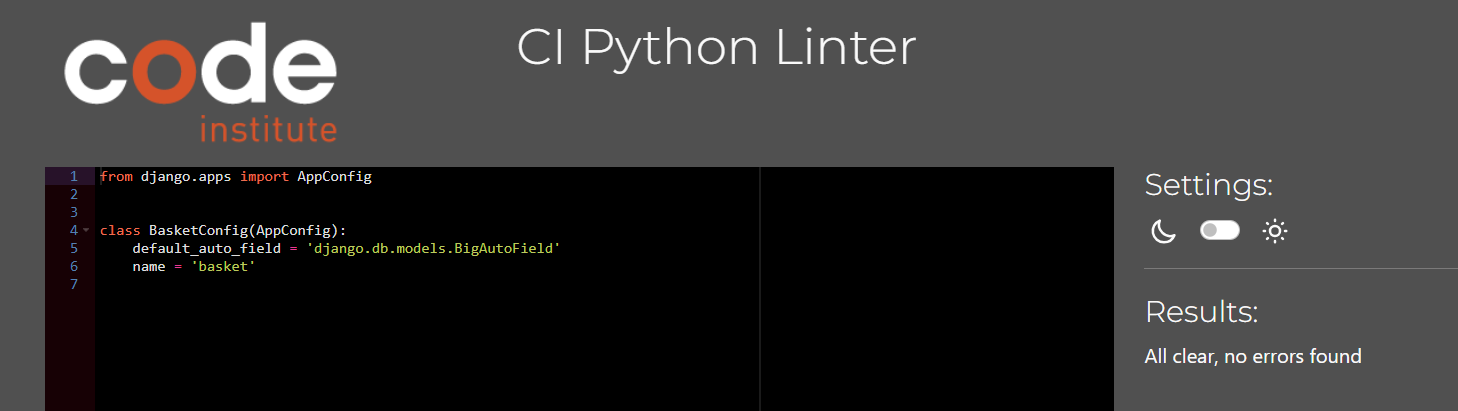 code
institute
CI Python Linter
1 from django.apps import AppConfig
2
3
4 class BasketConfig(AppConfig):
5     default_auto_field = 'django.db.models.BigAutoField'
6     name = 'basket'
7
Settings:
Results:
All clear, no errors found